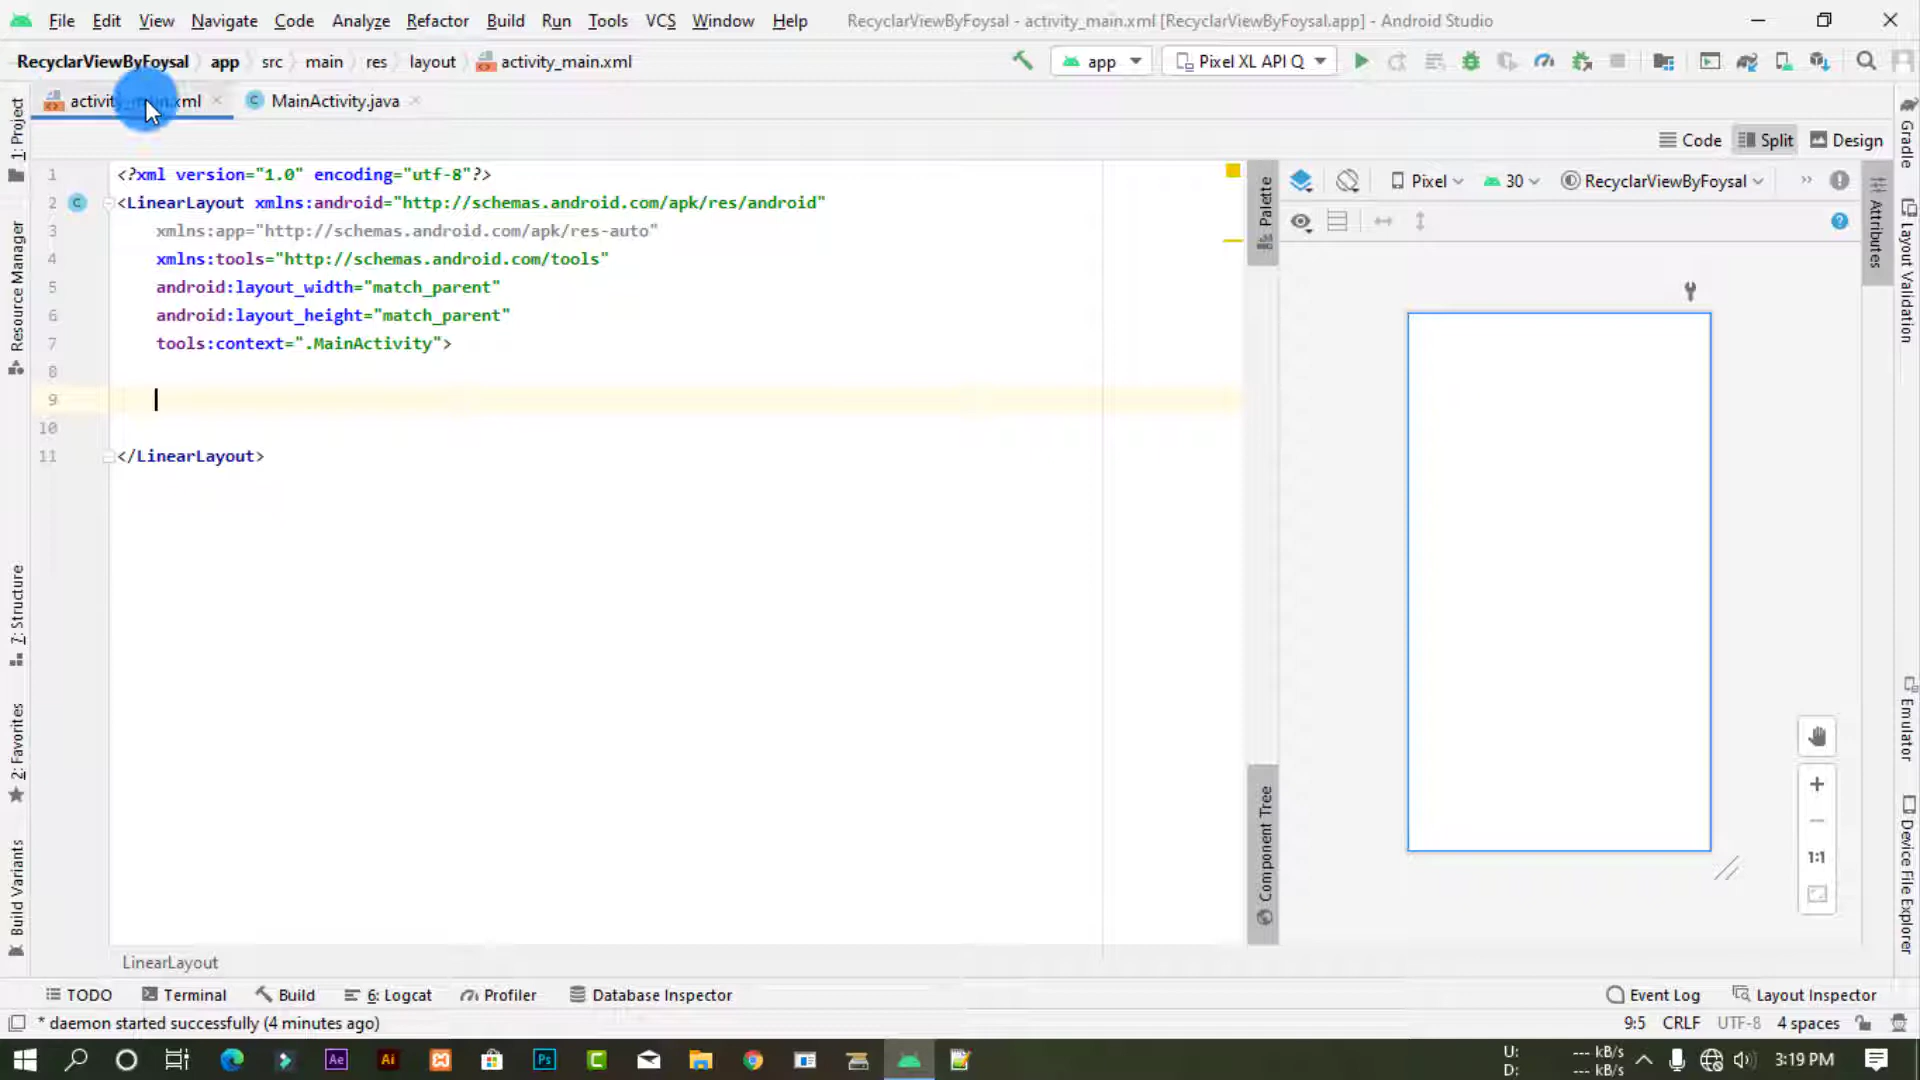 File Edit View Navigate Code Analyze Refactor Build Run Tools VCS Window Help RecyclarViewByFoysal - activity_main.xml [RecyclarViewByFoysal.app] - Android Studio
RecyclarViewByFoysal app src main res layout activity_main.xml app Pixel XL API Q
activity_main.xml MainActivity.java
Code Split Design
1 <?xml version="1.0" encoding="utf-8"?>
2 <LinearLayout xmlns:android="http://schemas.android.com/apk/res/android"
3 xmlns:app="http://schemas.android.com/apk/res-auto"
4 xmlns:tools="http://schemas.android.com/tools"
5 android:layout_width="match_parent"
6 android:layout_height="match_parent"
7 tools:context=".MainActivity">
8
9
10
11 </LinearLayout>
Pixel 30 RecyclarViewByFoysal
1:1
1: Project
Resource Manager
7: Structure
2: Favorites
Build Variants
Palette
Component Tree
Attributes
Gradle
Layout Validation
Emulator
Device File Explorer
LinearLayout
TODO Terminal Build 6: Logcat Profiler Database Inspector Event Log Layout Inspector
* daemon started successfully (4 minutes ago) 9:5 CRLF UTF-8 4 spaces
Ae Ai Ps C
U: --- kB/s
D: --- kB/s
3:19 PM